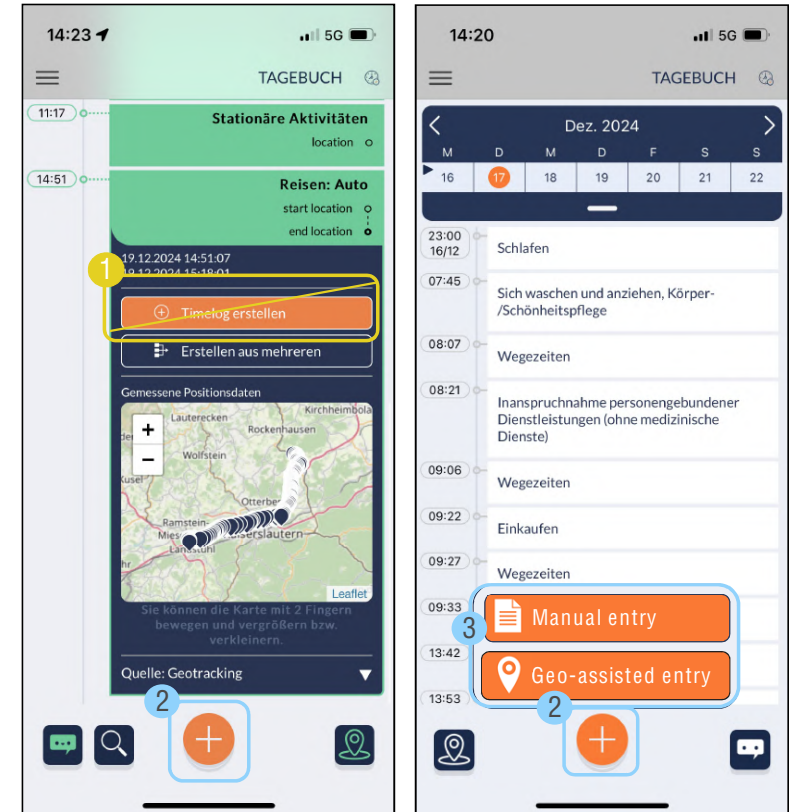 14:23
5G
TAGEBUCH
11:17
Stationäre Aktivitäten
location
14:51
Reisen: Auto
start location
end location
19.12.2024 14:51:07
19.12.2024 15:18:01
1
Timelog erstellen
Erstellen aus mehreren
Gemessene Positionsdaten
+
−
Lauterecken
Kirchheimbola
Rockenhausen
Wolfstein
Kusel
Otterbe
Ramstein-
Mies
Kaiserslautern
Landstuhl
Leaflet
Sie können die Karte mit 2 Fingern
bewegen und vergrößern bzw.
verkleinern.
Quelle: Geotracking
2
14:20
5G
TAGEBUCH
Dez. 2024
M D M D F S S
16 17 18 19 20 21 22
23:00
16/12
Schlafen
07:45
Sich waschen und anziehen, Körper-
/Schönheitspflege
08:07
Wegezeiten
08:21
Inanspruchnahme personengebundener
Dienstleistungen (ohne medizinische
Dienste)
09:06
Wegezeiten
09:22
Einkaufen
09:27
Wegezeiten
09:33
3
Manual entry
13:42
Geo-assisted entry
13:53
2